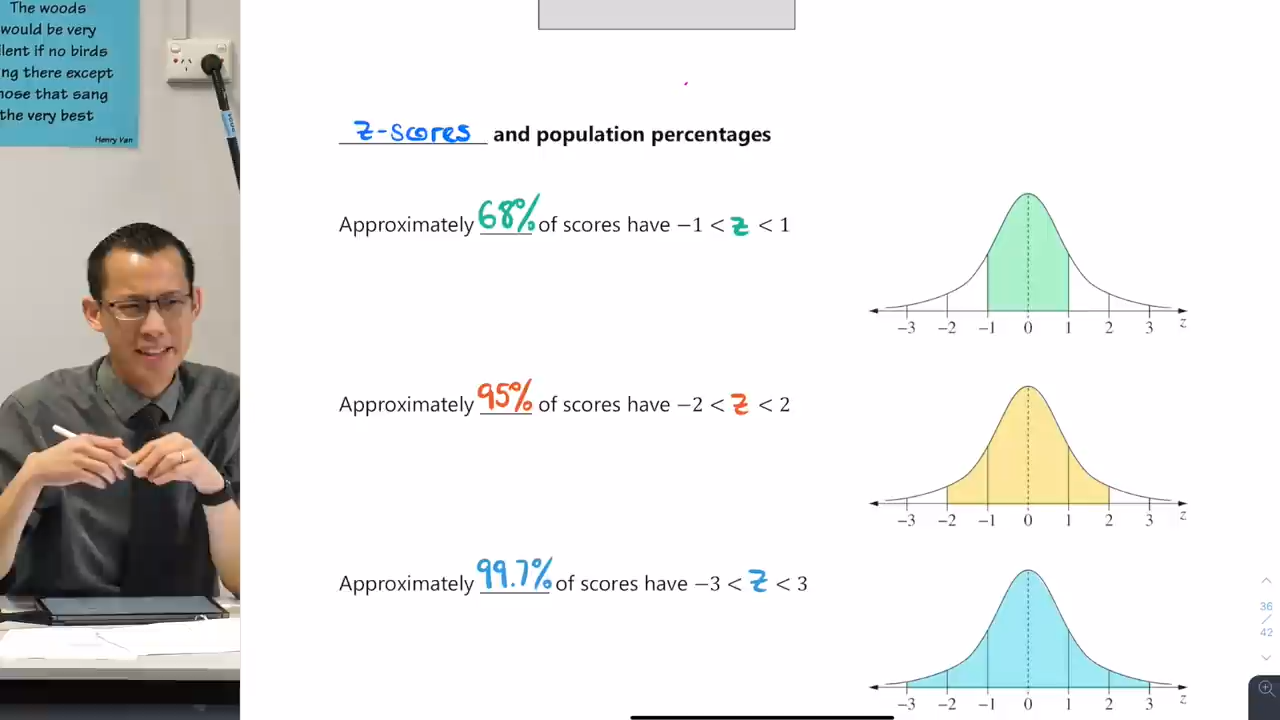 The woods
would be very
lent if no birds
ng there except
hose that sang
the very best
Henry Van
z-scores and population percentages
Approximately 68% of scores have −1 < z < 1
−3 −2 −1 0 1 2 3 z
Approximately 95% of scores have −2 < z < 2
−3 −2 −1 0 1 2 3 z
Approximately 99.7% of scores have −3 < z < 3
−3 −2 −1 0 1 2 3 z
36
/
42